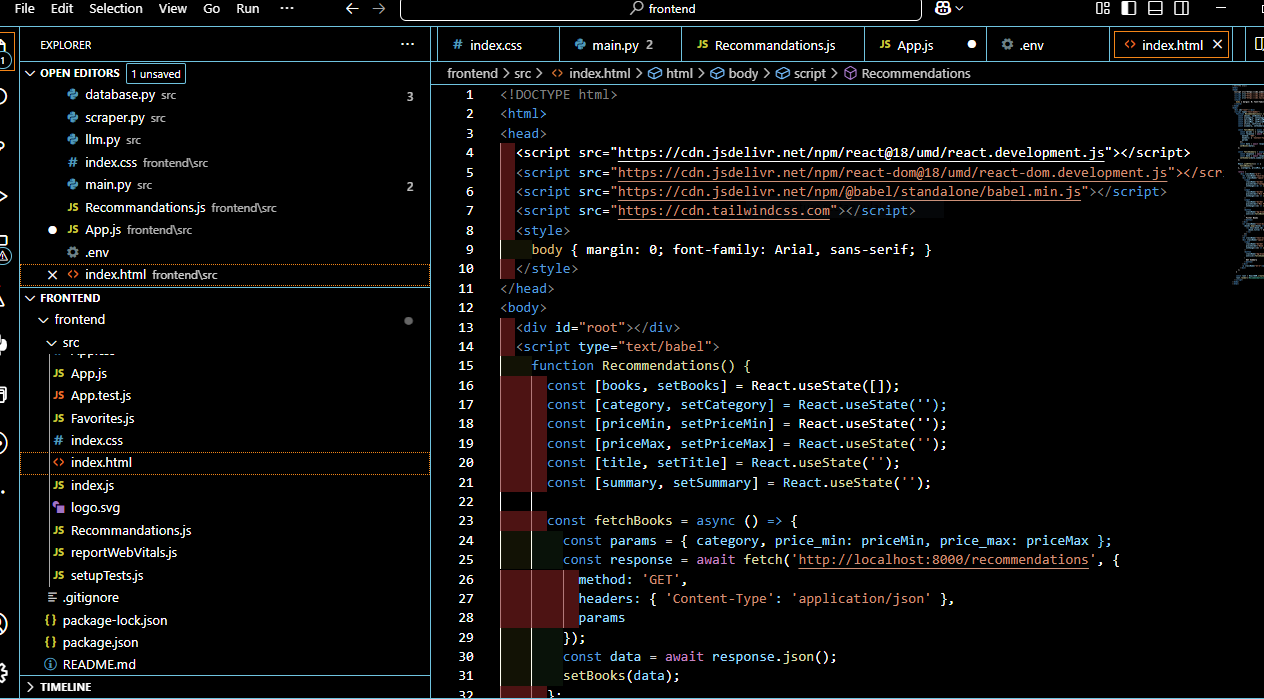 File Edit Selection View Go Run ···
frontend
EXPLORER ···
OPEN EDITORS 1 unsaved
database.py src 3
scraper.py src
llm.py src
index.css frontend\src
main.py src 2
Recommandations.js frontend\src
App.js frontend\src
.env
index.html frontend\src
FRONTEND
frontend
src
App.js
App.test.js
Favorites.js
index.css
index.html
index.js
logo.svg
Recommandations.js
reportWebVitals.js
setupTests.js
.gitignore
package-lock.json
package.json
README.md
TIMELINE
index.css main.py 2 Recommandations.js App.js .env index.html
frontend > src > index.html > html > body > script > Recommendations
1 <!DOCTYPE html>
2 <html>
3 <head>
4 <script src="https://cdn.jsdelivr.net/npm/react@18/umd/react.development.js"></script>
5 <script src="https://cdn.jsdelivr.net/npm/react-dom@18/umd/react-dom.development.js"></scr
6 <script src="https://cdn.jsdelivr.net/npm/@babel/standalone/babel.min.js"></script>
7 <script src="https://cdn.tailwindcss.com"></script>
8 <style>
9 body { margin: 0; font-family: Arial, sans-serif; }
10 </style>
11 </head>
12 <body>
13 <div id="root"></div>
14 <script type="text/babel">
15 function Recommendations() {
16 const [books, setBooks] = React.useState([]);
17 const [category, setCategory] = React.useState('');
18 const [priceMin, setPriceMin] = React.useState('');
19 const [priceMax, setPriceMax] = React.useState('');
20 const [title, setTitle] = React.useState('');
21 const [summary, setSummary] = React.useState('');
22
23 const fetchBooks = async () => {
24 const params = { category, price_min: priceMin, price_max: priceMax };
25 const response = await fetch('http://localhost:8000/recommendations', {
26 method: 'GET',
27 headers: { 'Content-Type': 'application/json' },
28 params
29 });
30 const data = await response.json();
31 setBooks(data);
32 };